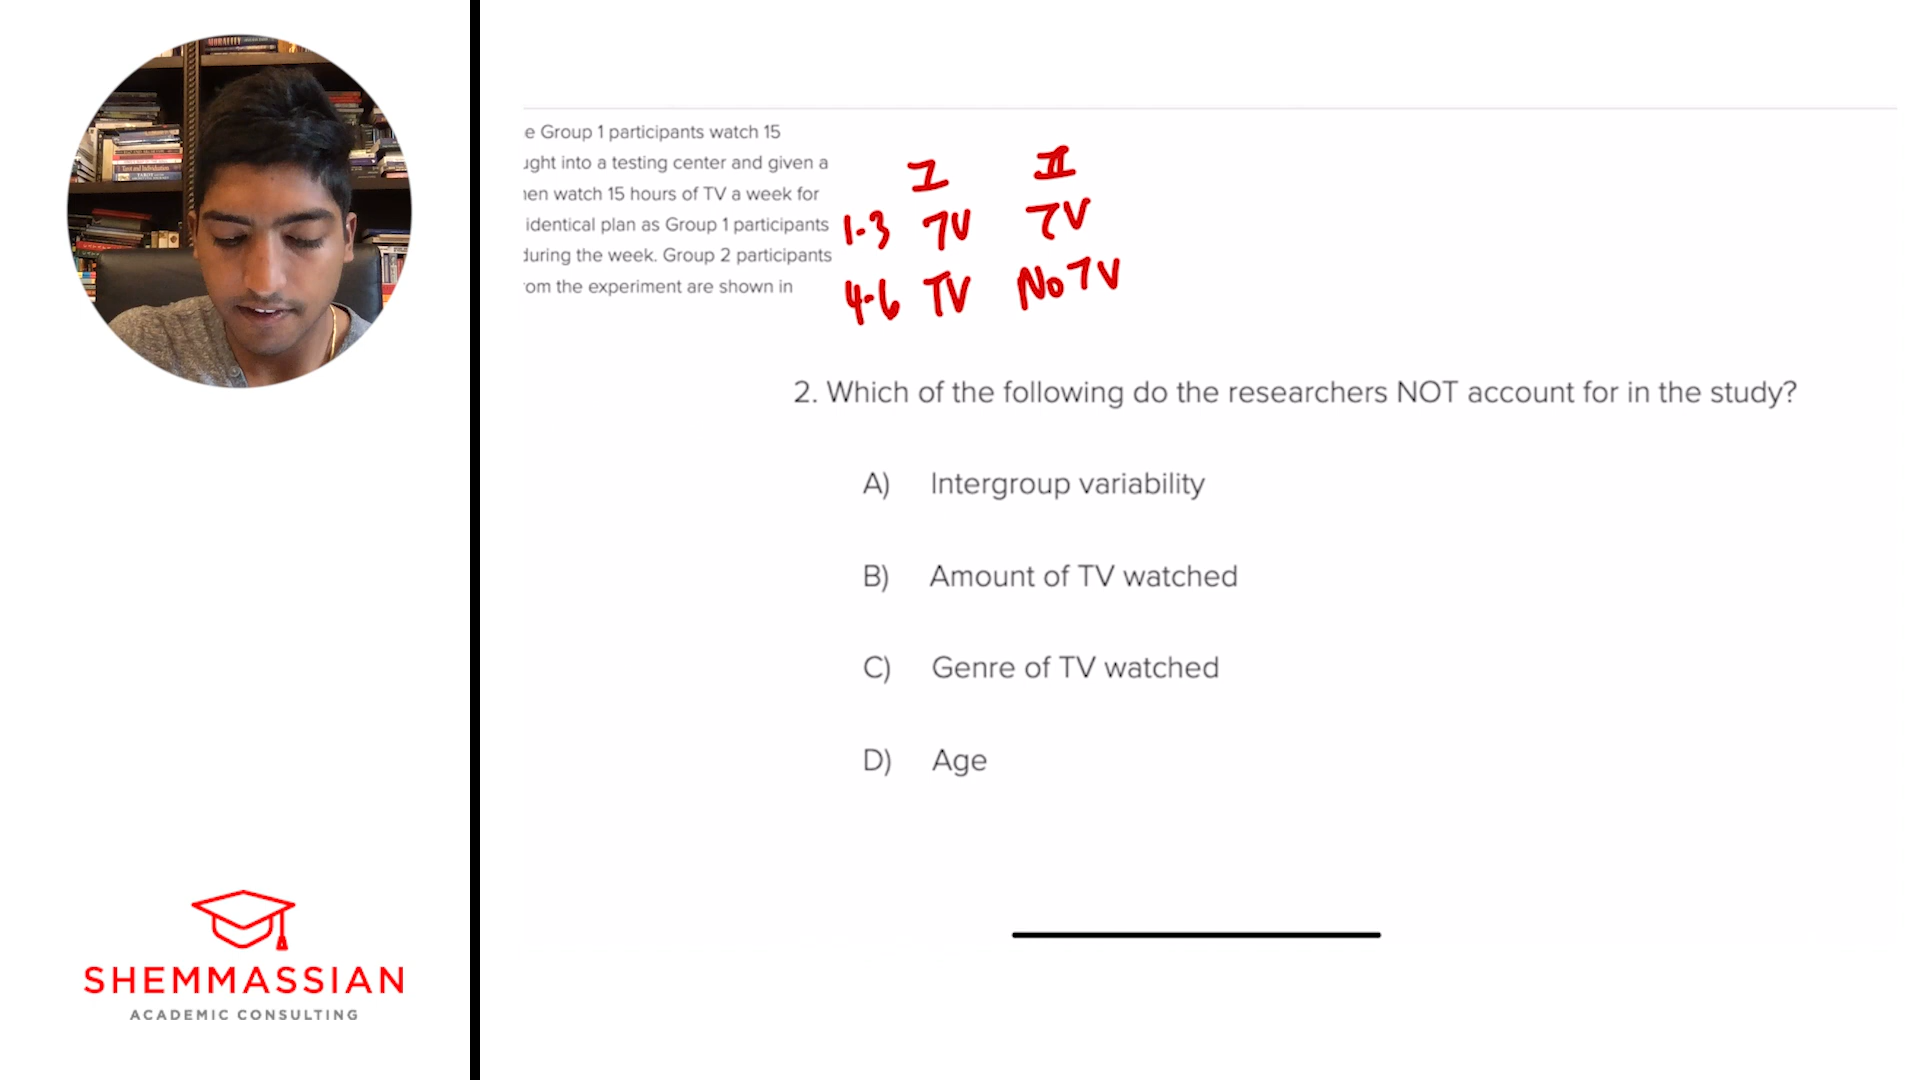 e Group 1 participants watch 15
ught into a testing center and given a
en watch 15 hours of TV a week for
identical plan as Group 1 participants
during the week. Group 2 participants
om the experiment are shown in
I II
1-3 TV TV
4-6 TV No TV
2. Which of the following do the researchers NOT account for in the study?
A) Intergroup variability
B) Amount of TV watched
C) Genre of TV watched
D) Age
SHEMMASSIAN
ACADEMIC CONSULTING